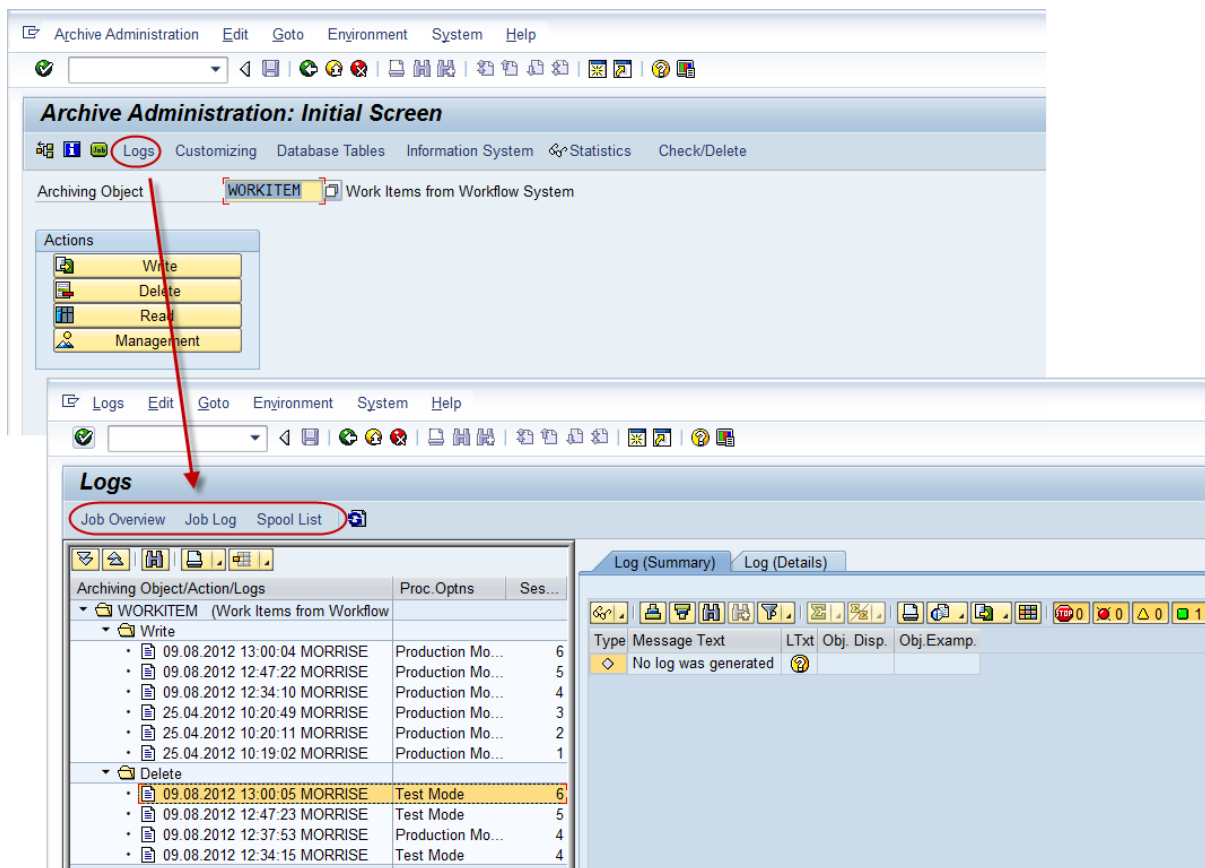 Archive Administration Edit Goto Environment System Help
Archive Administration: Initial Screen
Job Logs Customizing Database Tables Information System Statistics Check/Delete
Archiving Object WORKITEM Work Items from Workflow System
Actions
Write
Delete
Read
Management
Logs Edit Goto Environment System Help
Logs
Job Overview Job Log Spool List
Log (Summary) Log (Details)
Archiving Object/Action/Logs Proc.Optns Ses...
WORKITEM (Work Items from Workflow
STOP 0 0 0 1
Write
Type Message Text LTxt Obj. Disp. Obj.Examp.
09.08.2012 13:00:04 MORRISE Production Mo... 6
No log was generated
09.08.2012 12:47:22 MORRISE Production Mo... 5
09.08.2012 12:34:10 MORRISE Production Mo... 4
25.04.2012 10:20:49 MORRISE Production Mo... 3
25.04.2012 10:20:11 MORRISE Production Mo... 2
25.04.2012 10:19:02 MORRISE Production Mo... 1
Delete
09.08.2012 13:00:05 MORRISE Test Mode 6
09.08.2012 12:47:23 MORRISE Test Mode 5
09.08.2012 12:37:53 MORRISE Production Mo... 4
09.08.2012 12:34:15 MORRISE Test Mode 4